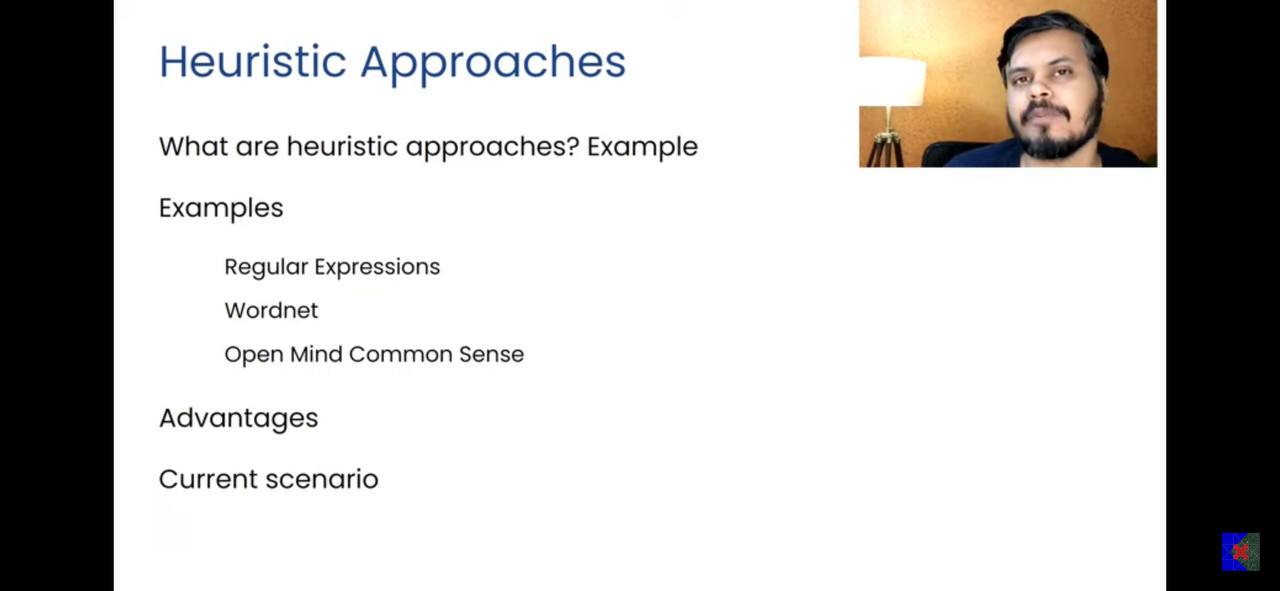 Heuristic Approaches
What are heuristic approaches? Example
Examples
Regular Expressions
Wordnet
Open Mind Common Sense
Advantages
Current scenario